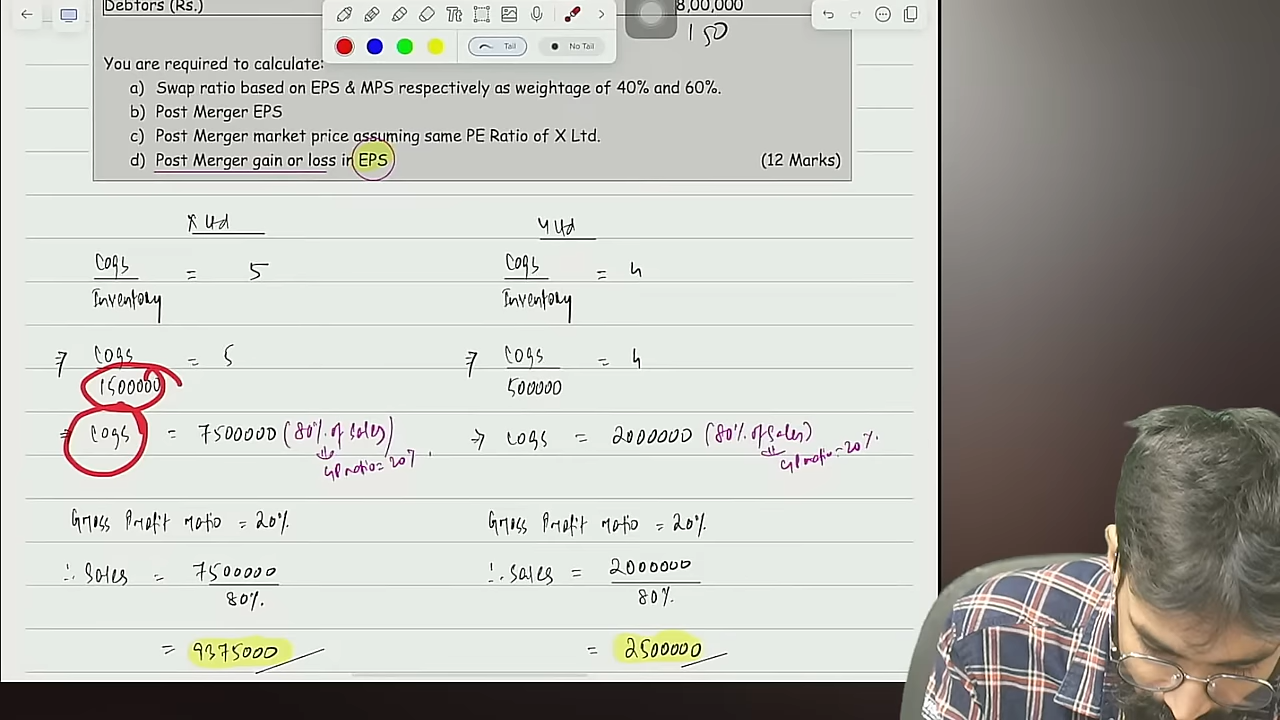 Debtors (Rs.) 8,00,000
150
Tail No Tail
You are required to calculate:
a) Swap ratio based on EPS & MPS respectively as weightage of 40% and 60%.
b) Post Merger EPS
c) Post Merger market price assuming same PE Ratio of X Ltd.
d) Post Merger gain or loss in EPS (12 Marks)
X Ltd Y Ltd
Cogs/Inventory = 5 Cogs/Inventory = 4
⇒ Cogs/1500000 = 5 ⇒ Cogs/500000 = 4
⇒ Cogs = 7500000 (80% of Sales) ⇒ Cogs = 2000000 (80% of Sales)
GP ratio = 20% GP ratio = 20%
Gross Profit ratio = 20% Gross Profit ratio = 20%
∴ Sales = 7500000/80% ∴ Sales = 2000000/80%
= 9375000 = 2500000